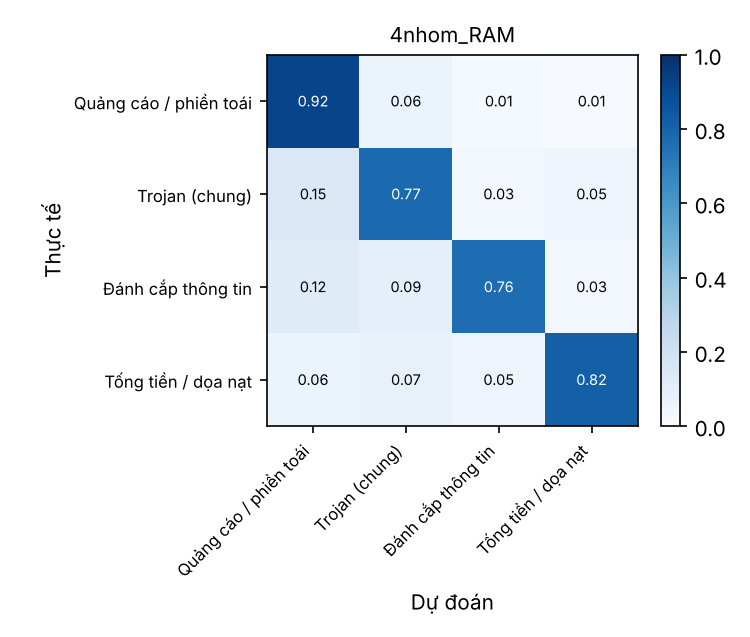 4nhom_RAM
Quảng cáo / phiền toái
0.92 0.06 0.01 0.01
Trojan (chung)
0.15 0.77 0.03 0.05
Đánh cắp thông tin
0.12 0.09 0.76 0.03
Tống tiền / dọa nạt
0.06 0.07 0.05 0.82
Thực tế
Quảng cáo / phiền toái
Trojan (chung)
Đánh cắp thông tin
Tống tiền / dọa nạt
Dự đoán
1.0
0.8
0.6
0.4
0.2
0.0